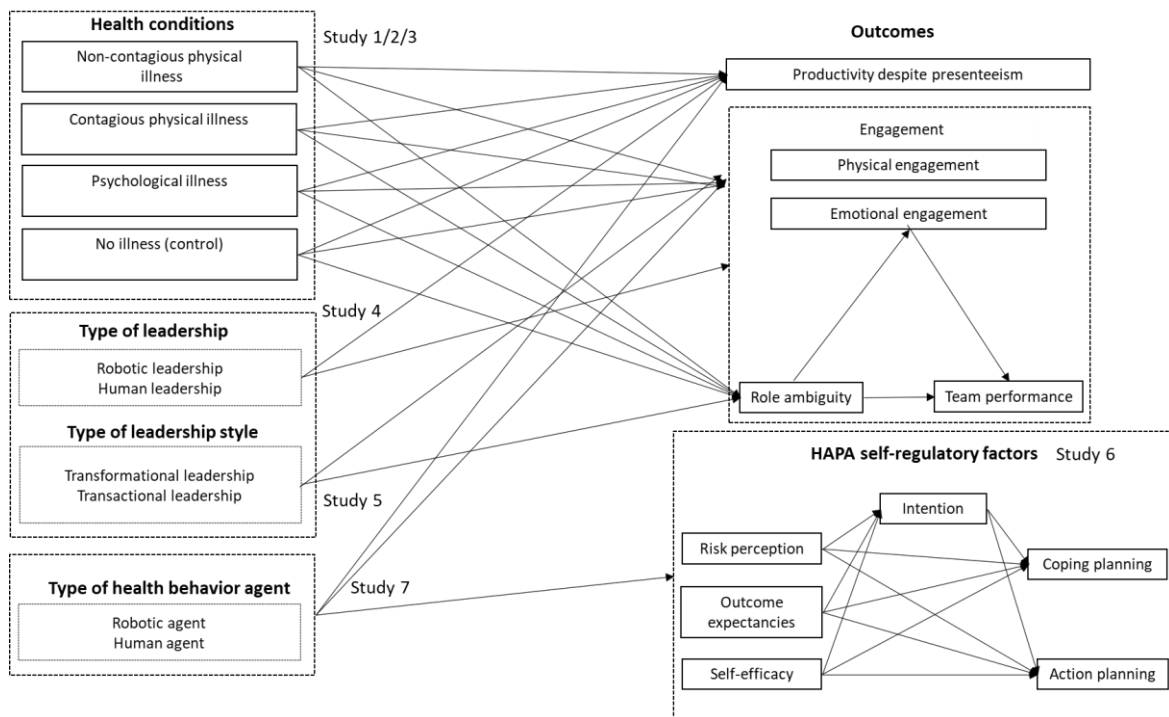 Health conditions
Non-contagious physical
illness
Contagious physical illness
Psychological illness
No illness (control)
Study 1/2/3
Type of leadership
Robotic leadership
Human leadership
Study 4
Type of leadership style
Transformational leadership
Transactional leadership
Study 5
Type of health behavior agent
Robotic agent
Human agent
Study 7
Outcomes
Productivity despite presenteeism
Engagement
Physical engagement
Emotional engagement
Role ambiguity
Team performance
HAPA self-regulatory factors Study 6
Intention
Risk perception
Coping planning
Outcome
expectancies
Self-efficacy
Action planning